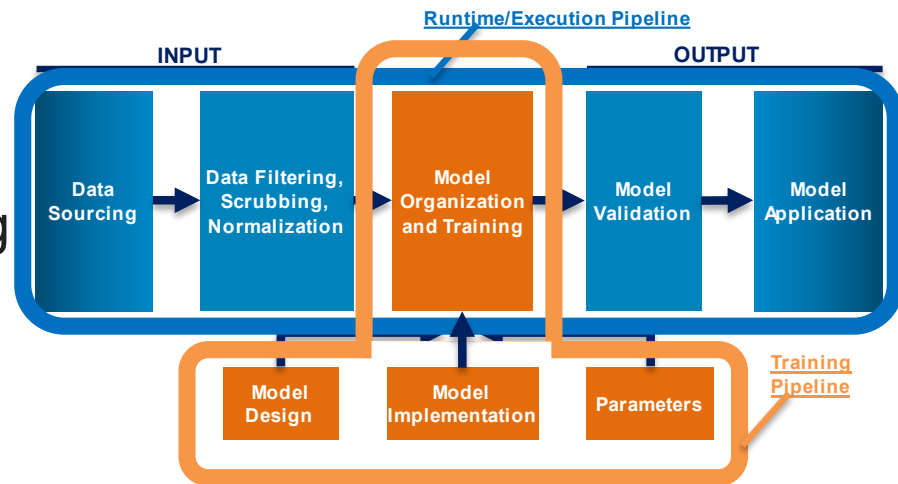 Runtime/Execution Pipeline
INPUT
OUTPUT
Data
Sourcing
Data Filtering,
Scrubbing,
Normalization
Model
Organization
and Training
Model
Validation
Model
Application
g
Model
Design
Model
Implementation
Parameters
Training
Pipeline